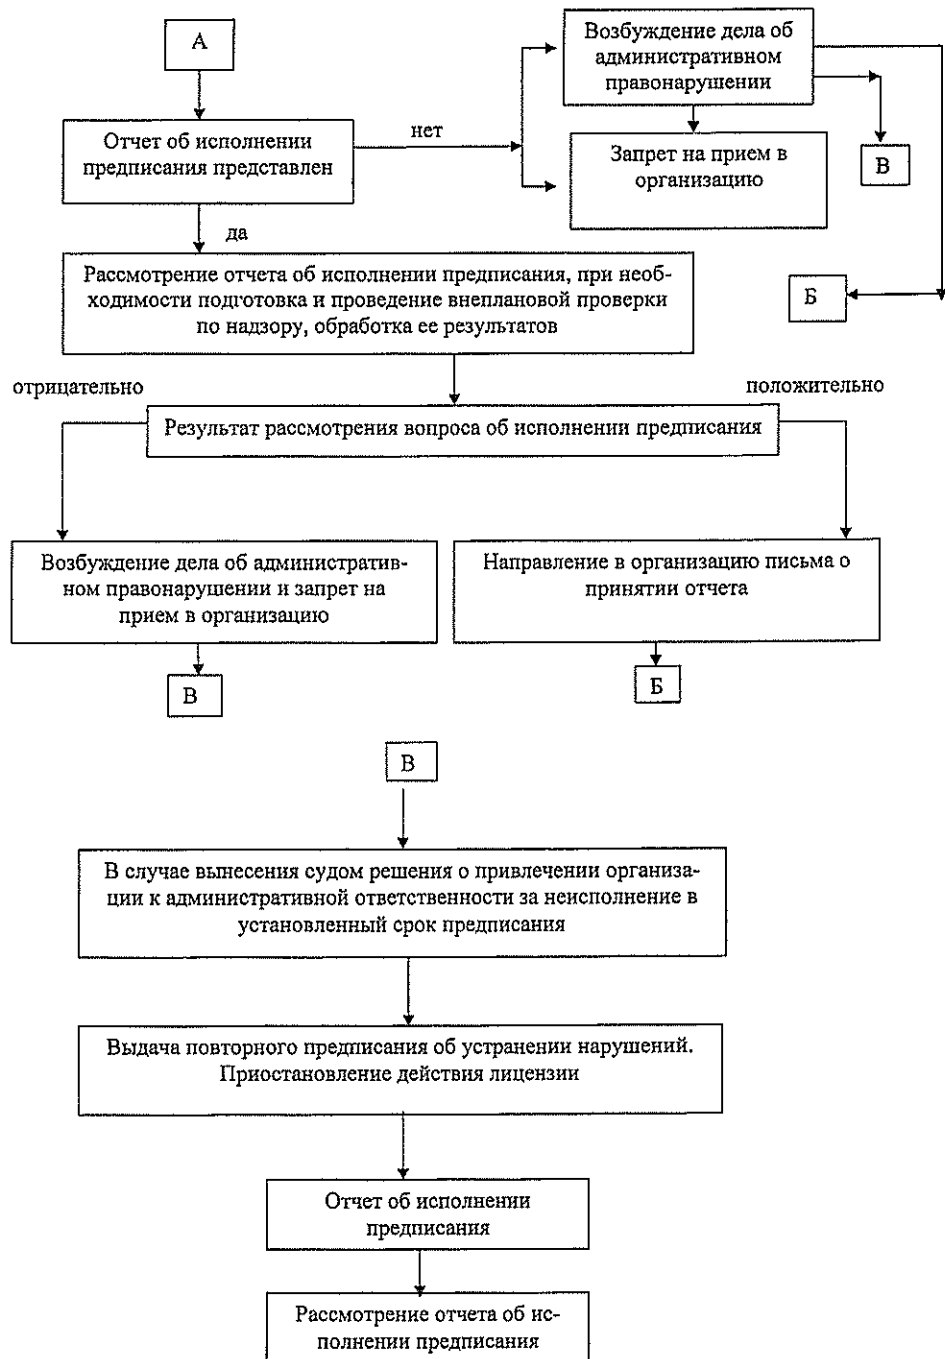 А
Возбуждение дела об
административном
правонарушении
Отчет об исполнении
предписания представлен
нет
Запрет на прием в
организацию
В
да
Рассмотрение отчета об исполнении предписания, при необ-
ходимости подготовка и проведение внеплановой проверки
по надзору, обработка ее результатов
Б
отрицательно
положительно
Результат рассмотрения вопроса об исполнении предписания
Возбуждение дела об административ-
ном правонарушении и запрет на
прием в организацию
Направление в организацию письма о
принятии отчета
В
Б
В
В случае вынесения судом решения о привлечении организа-
ции к административной ответственности за неисполнение в
установленный срок предписания
Выдача повторного предписания об устранении нарушений.
Приостановление действия лицензии
Отчет об исполнении
предписания
Рассмотрение отчета об ис-
полнении предписания